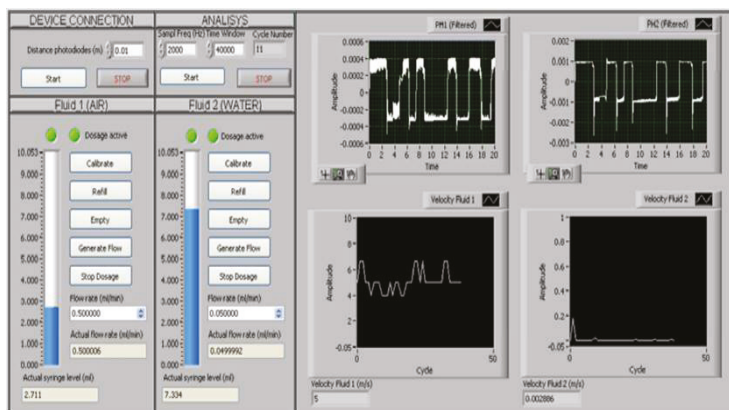 DEVICE CONNECTION
Distance photodiodes (m) 0.01
Start STOP
ANALISYS
Sampl Freq (Hz) Time Window Cycle Number
2000 40000 11
Start STOP
Fluid 1 (AIR)
Dosage active
10.053
9.000
8.000
7.000
6.000
5.000
4.000
3.000
2.000
1.000
0.000
Calibrate
Refill
Empty
Generate Flow
Stop Dosage
Flow rate (ml/min)
0.500000
Actual flow rate (ml/min)
0.500006
Actual syringe level (ml)
2.711
Fluid 2 (WATER)
Dosage active
10.053
9.000
8.000
7.000
6.000
5.000
4.000
3.000
2.000
1.000
0.000
Calibrate
Refill
Empty
Generate Flow
Stop Dosage
Flow rate (ml/min)
0.050000
Actual flow rate (ml/min)
0.0499992
Actual syringe level (ml)
7.334
PM1 (Filtered)
0.0006
0.0004
0.0002
0
-0.0002
-0.0004
-0.0006
Amplitude
0 2 4 6 8 10 12 14 16 18 20
Time
PH2 (Filtered)
0.002
0.001
0
-0.001
-0.002
-0.003
Amplitude
0 2 4 6 8 10 12 14 16 18 20
Time
Velocity Fluid 1
10
8
6
4
2
-0.05
Amplitude
0 50
Cycle
Velocity Fluid 1 (m/s)
5
Velocity Fluid 2
1
0.8
0.6
0.4
0.2
-0.05
Amplitude
0 50
Cycle
Velocity Fluid 2 (m/s)
0.002886